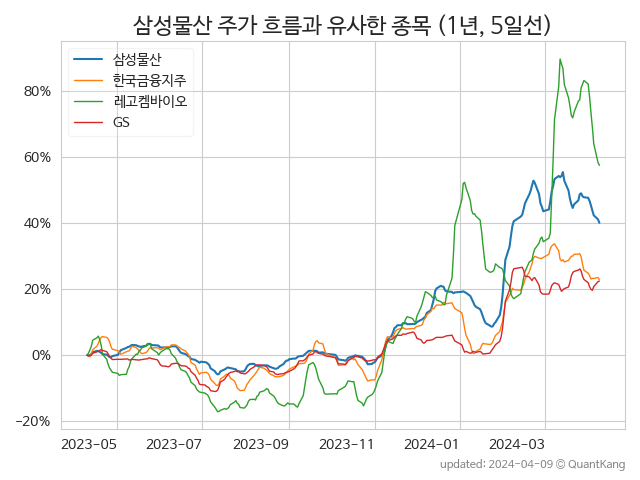 삼성물산 주가 흐름과 유사한 종목 (1년, 5일선)
삼성물산
한국금융지주
레고켐바이오
GS
80%
60%
40%
20%
0%
−20%
2023-05 2023-07 2023-09 2023-11 2024-01 2024-03
updated: 2024-04-09 © QuantKang